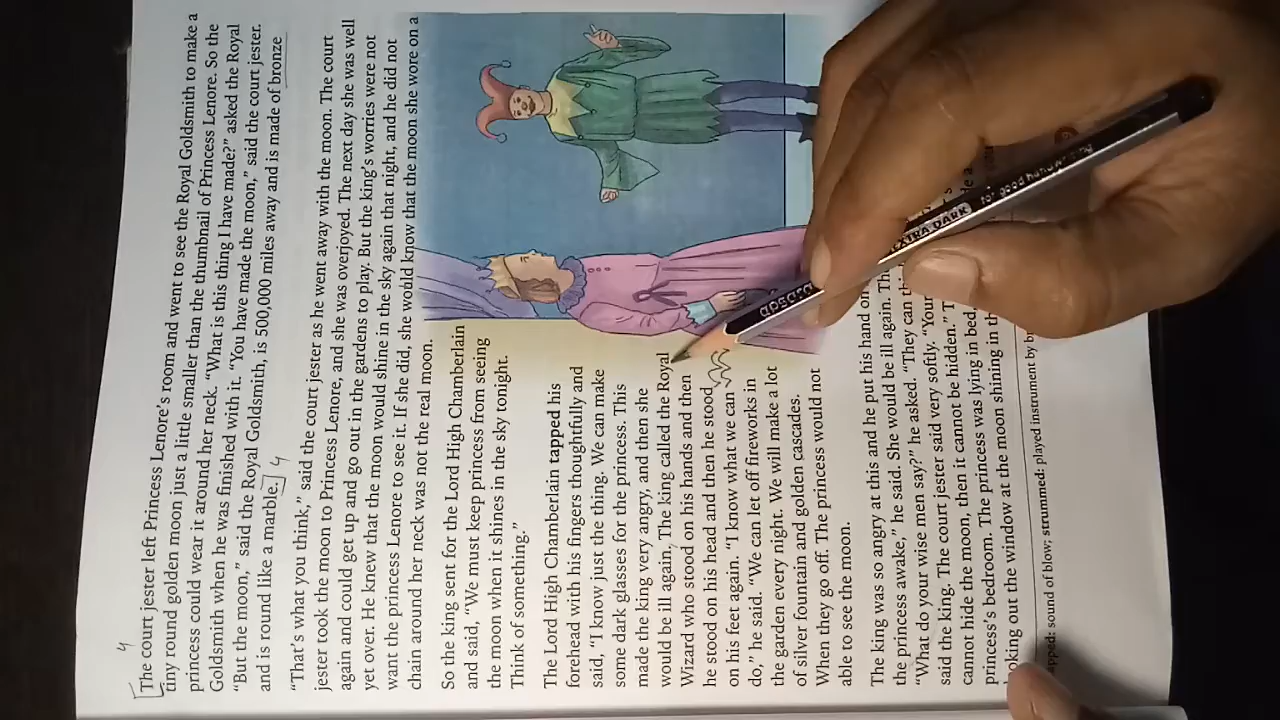 4
The court jester left Princess Lenore's room and went to see the Royal Goldsmith to make a
tiny round golden moon just a little smaller than the thumbnail of Princess Lenore. So the
princess could wear it around her neck. "What is this thing I have made?" asked the Royal
Goldsmith when he was finished with it. "You have made the moon," said the court jester.
"But the moon," said the Royal Goldsmith, is 500,000 miles away and is made of bronze
and is round like a marble. 4
"That's what you think," said the court jester as he went away with the moon. The court
jester took the moon to Princess Lenore, and she was overjoyed. The next day she was well
again and could get up and go out in the gardens to play. But the king's worries were not
yet over. He knew that the moon would shine in the sky again that night, and he did not
want the princess Lenore to see it. If she did, she would know that the moon she wore on a
chain around her neck was not the real moon.
So the king sent for the Lord High Chamberlain
and said, "We must keep princess from seeing
the moon when it shines in the sky tonight.
Think of something."
The Lord High Chamberlain tapped his
forehead with his fingers thoughtfully and
said, "I know just the thing. We can make
some dark glasses for the princess. This
made the king very angry, and then she
would be ill again. The king called the Royal
Wizard who stood on his hands and then
he stood on his head and then he stood
on his feet again. "I know what we can
do," he said. "We can let off fireworks in
the garden every night. We will make a lot
of silver fountain and golden cascades.
When they go off. The princess would not
able to see the moon.
The king was so angry at this and he put his hand on
the princess awake," he said. She would be ill again. The
"What do your wise men say?" he asked. "They can
said the king. The court jester said very softly. "Your
cannot hide the moon, then it cannot be hidden."
princess's bedroom. The princess was lying in bed,
looking out the window at the moon shining in
tapped: sound of blow; strummed: played instrument by
apsara
EXTRA DARK
for good handwriting